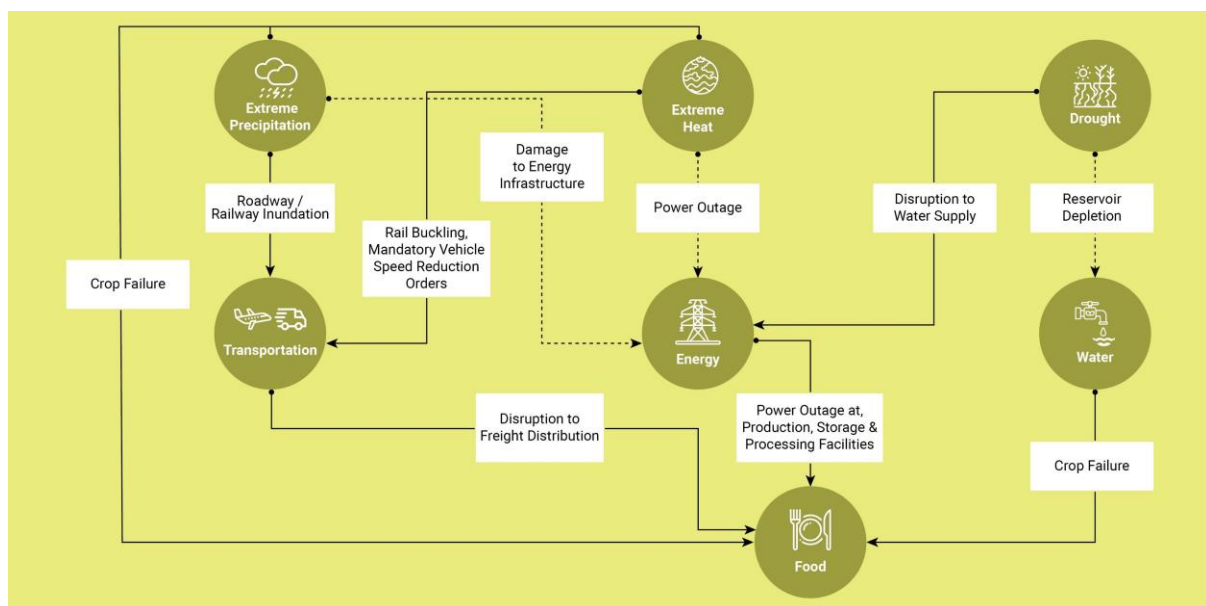 Extreme
Precipitation
Extreme
Heat
Drought
Damage
to Energy
Infrastructure
Roadway /
Railway Inundation
Power Outage
Disruption to
Water Supply
Reservoir
Depletion
Crop Failure
Rail Buckling,
Mandatory Vehicle
Speed Reduction
Orders
Transportation
Energy
Water
Disruption to
Freight Distribution
Power Outage at,
Production, Storage &
Processing Facilities
Crop Failure
Food